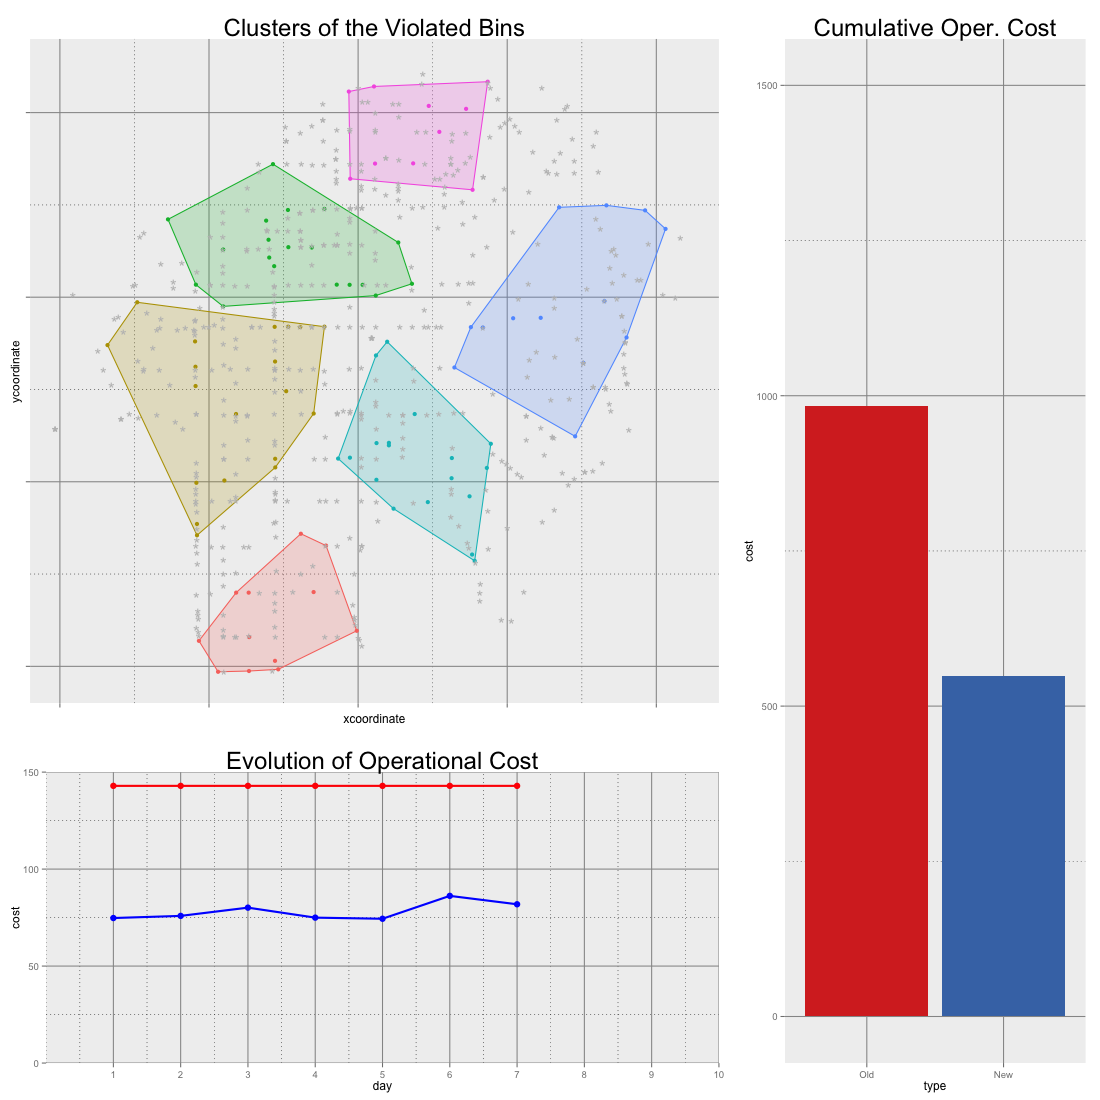 Clusters of the Violated Bins
ycoordinate
xcoordinate
Evolution of Operational Cost
150
100
50
0
cost
1 2 3 4 5 6 7 8 9 10
day
Cumulative Oper. Cost
1500
1000
500
0
cost
Old New
type